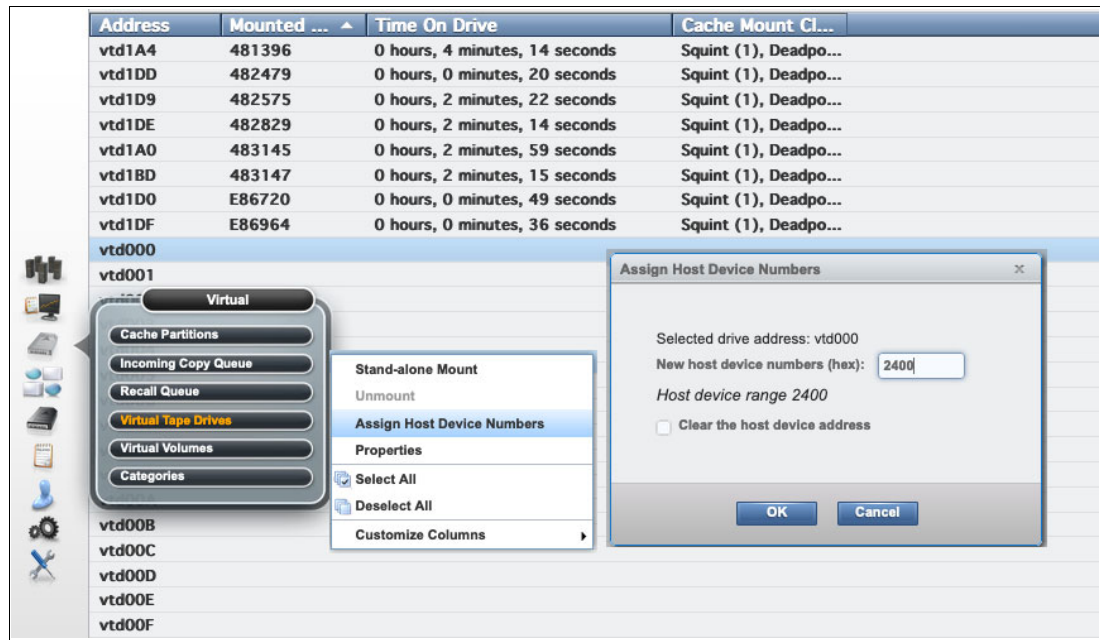 Address Mounted ... Time On Drive Cache Mount Cl...
vtd1A4 481396 0 hours, 4 minutes, 14 seconds Squint (1), Deadpo...
vtd1DD 482479 0 hours, 0 minutes, 20 seconds Squint (1), Deadpo...
vtd1D9 482575 0 hours, 2 minutes, 22 seconds Squint (1), Deadpo...
vtd1DE 482829 0 hours, 2 minutes, 14 seconds Squint (1), Deadpo...
vtd1A0 483145 0 hours, 2 minutes, 59 seconds Squint (1), Deadpo...
vtd1BD 483147 0 hours, 2 minutes, 15 seconds Squint (1), Deadpo...
vtd1D0 E86720 0 hours, 0 minutes, 49 seconds Squint (1), Deadpo...
vtd1DF E86964 0 hours, 0 minutes, 36 seconds Squint (1), Deadpo...
vtd000
vtd001
Virtual
Cache Partitions
Incoming Copy Queue
Recall Queue
Virtual Tape Drives
Virtual Volumes
Categories
Stand-alone Mount
Unmount
Assign Host Device Numbers
Properties
Select All
Deselect All
Customize Columns
Assign Host Device Numbers x
Selected drive address: vtd000
New host device numbers (hex): 2400
Host device range 2400
Clear the host device address
OK Cancel
vtd00B
vtd00C
vtd00D
vtd00E
vtd00F